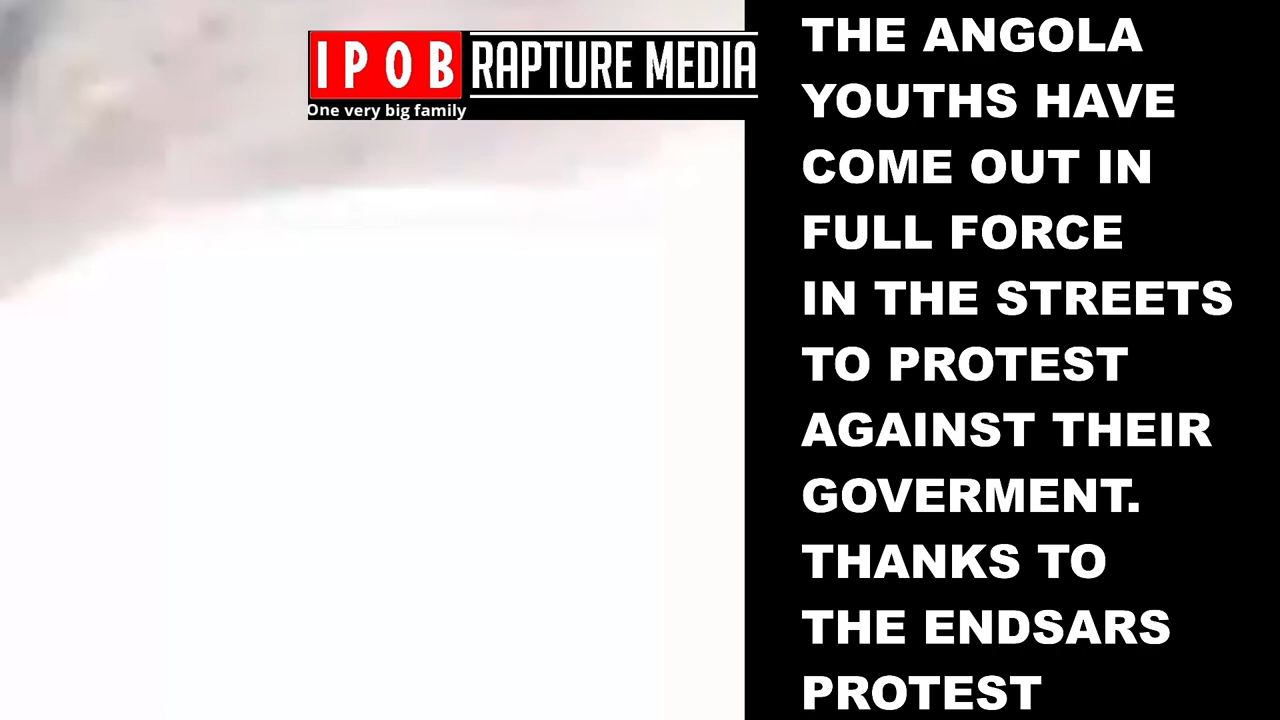 IPOB RAPTURE MEDIA
One very big family
THE ANGOLA
YOUTHS HAVE
COME OUT IN
FULL FORCE
IN THE STREETS
TO PROTEST
AGAINST THEIR
GOVERMENT.
THANKS TO
THE ENDSARS
PROTEST